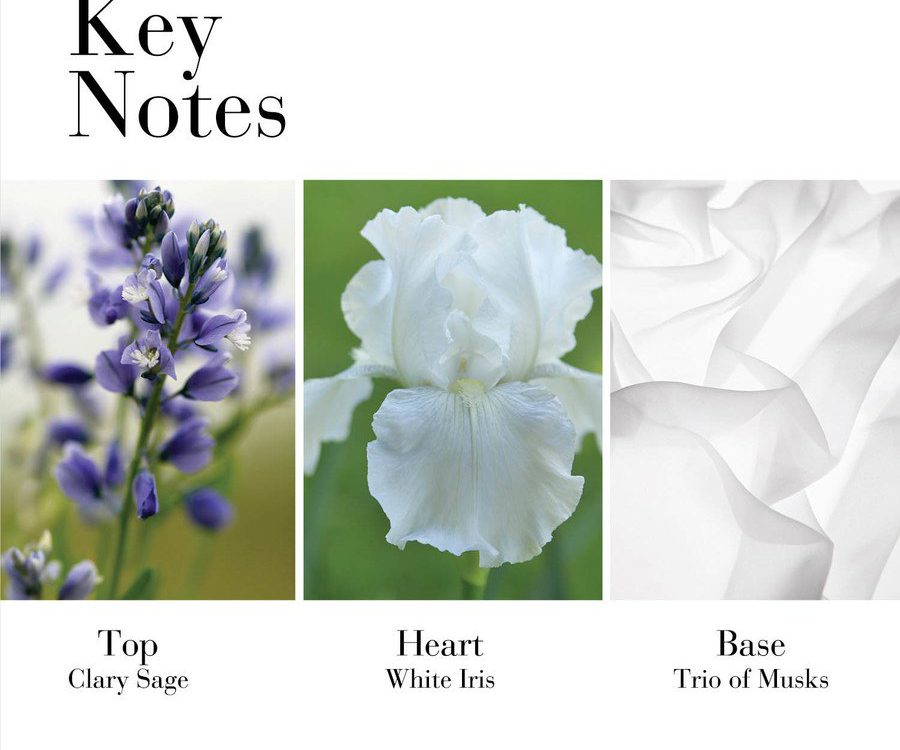 Key
Notes
Top
Clary Sage
Heart
White Iris
Base
Trio of Musks